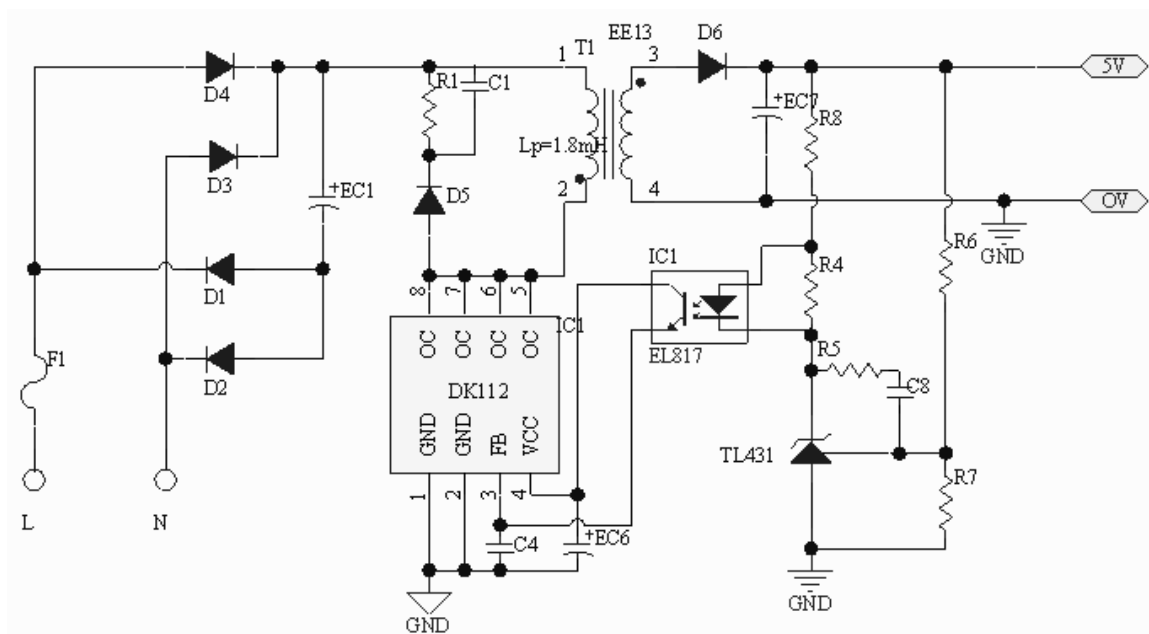 T1
EE13
D6
1
3
5V
D4
R1
C1
EC7
R8
+
Lp=1.8mH
D3
+EC1
D5
2
4
OV
D1
8
7
6
5
IC1
R4
GND
R6
F1
D2
OC
OC
OC
OC
IC1
EL817
R5
C8
DK112
GND
GND
FB
VCC
TL431
R7
L
N
1
2
3
4
C4
+EC6
GND
GND